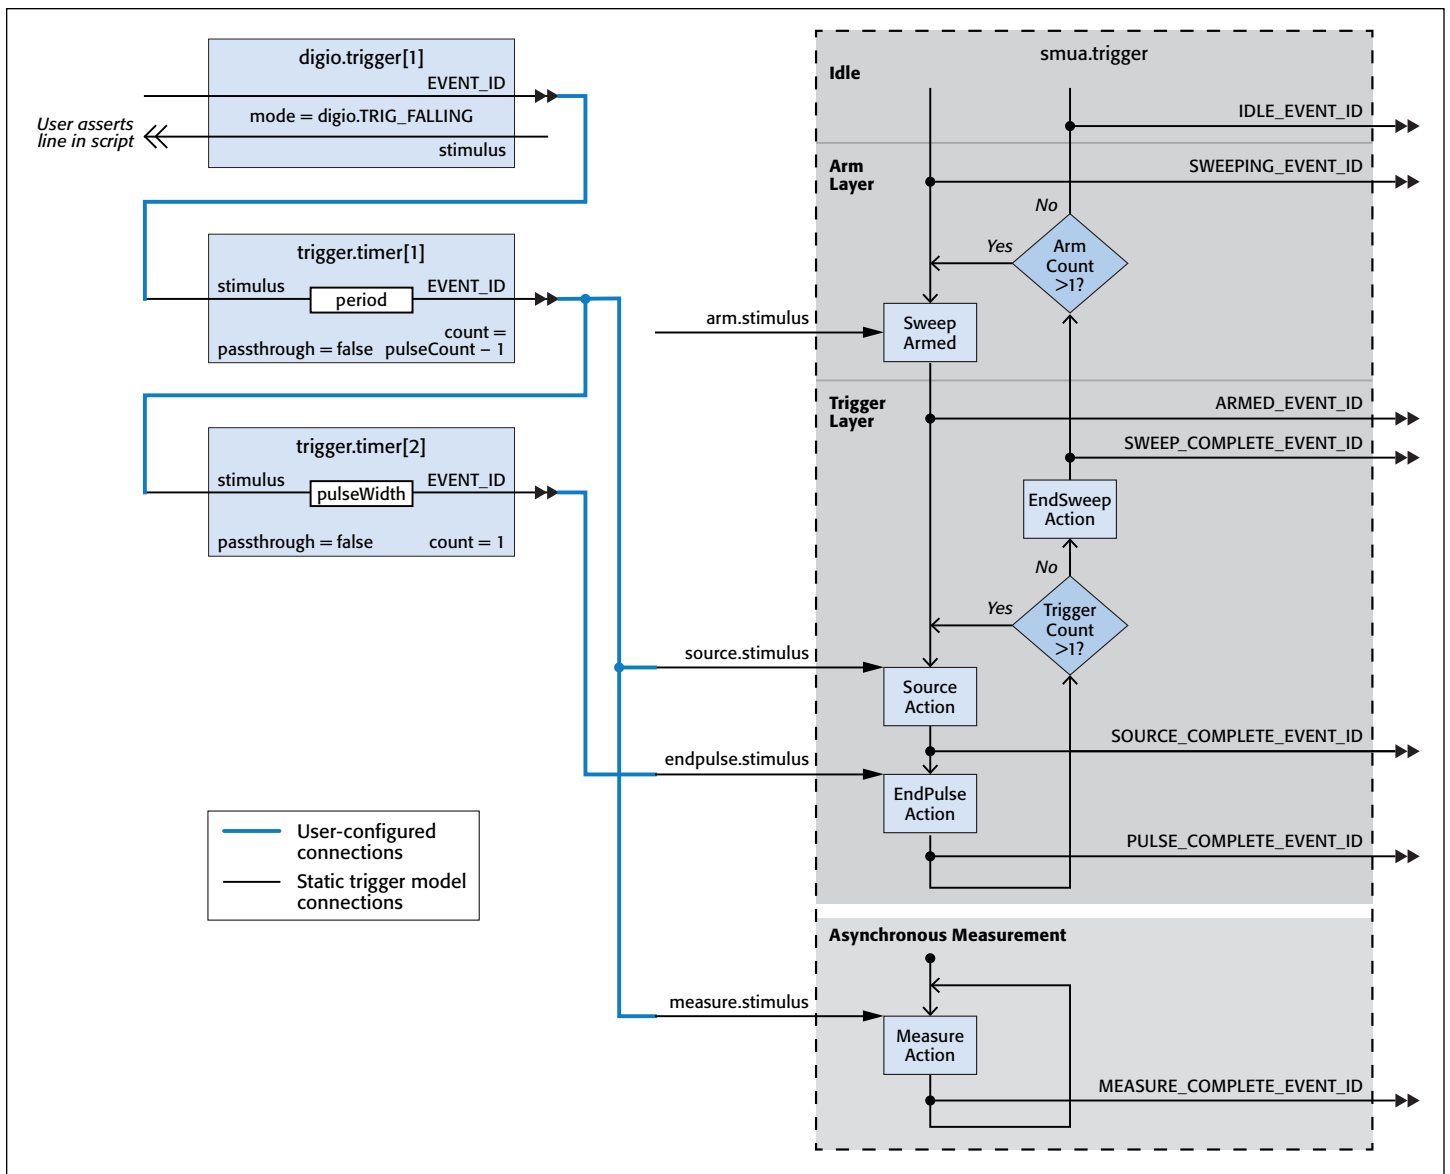 digio.trigger[1]
EVENT_ID
mode = digio.TRIG_FALLING
User asserts
line in script
stimulus
trigger.timer[1]
stimulus
period
EVENT_ID
count =
passthrough = false
pulseCount – 1
trigger.timer[2]
stimulus
pulseWidth
EVENT_ID
passthrough = false
count = 1
User-configured
connections
Static trigger model
connections
smua.trigger
Idle
IDLE_EVENT_ID
Arm
Layer
SWEEPING_EVENT_ID
No
Yes
Arm
Count
>1?
arm.stimulus
Sweep
Armed
Trigger
Layer
ARMED_EVENT_ID
SWEEP_COMPLETE_EVENT_ID
EndSweep
Action
No
Yes
Trigger
Count
>1?
source.stimulus
Source
Action
SOURCE_COMPLETE_EVENT_ID
endpulse.stimulus
EndPulse
Action
PULSE_COMPLETE_EVENT_ID
Asynchronous Measurement
measure.stimulus
Measure
Action
MEASURE_COMPLETE_EVENT_ID